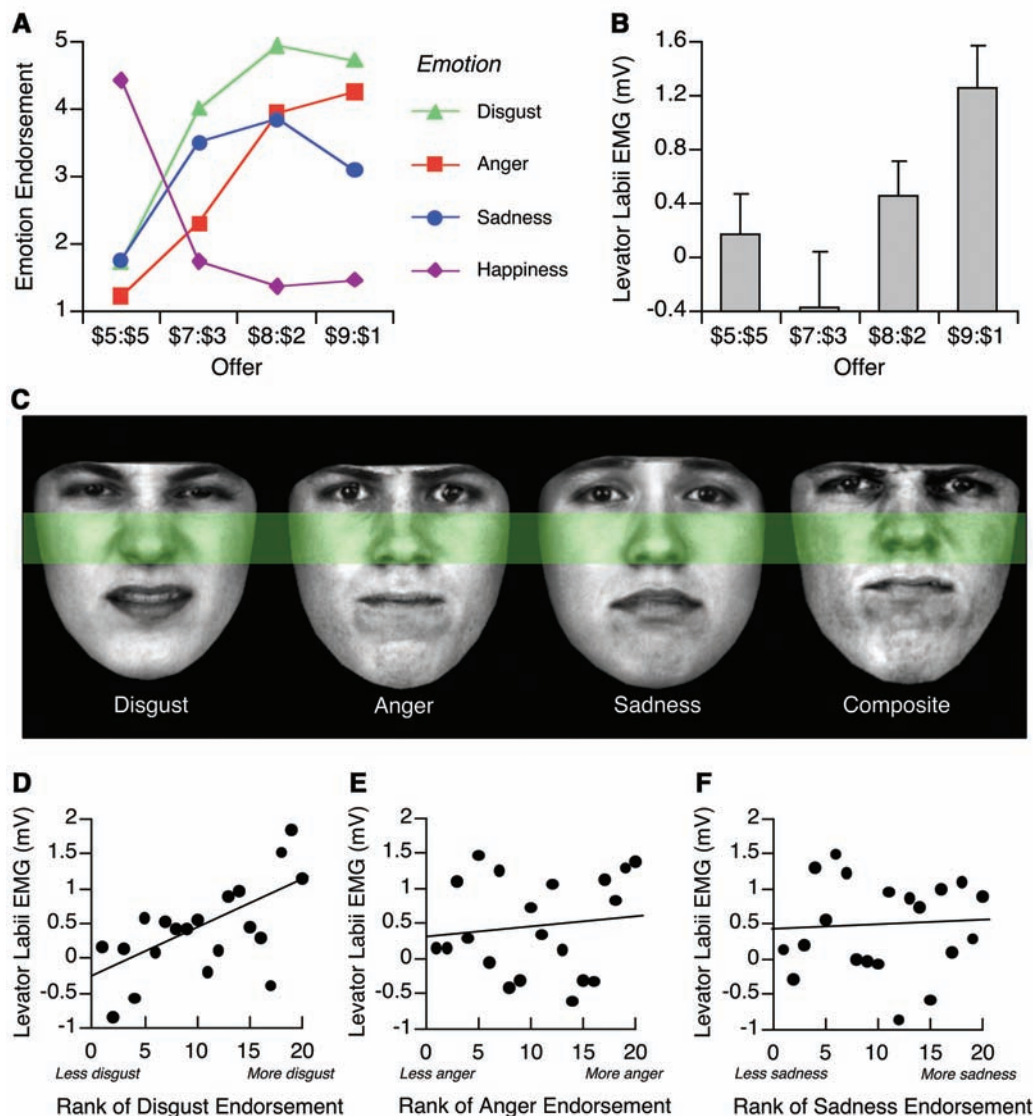 A
Emotion Endorsement
5
4
3
2
1
$5:$5 $7:$3 $8:$2 $9:$1
Offer
Emotion
Disgust
Anger
Sadness
Happiness
B
Levator Labii EMG (mV)
1.6
1.2
0.4
0
-0.4
$5:$5 $7:$3 $8:$2 $9:$1
Offer
C
Disgust Anger Sadness Composite
D
Levator Labii EMG (mV)
2
1.5
1
0.5
0
-0.5
-1
0 5 10 15 20
Less disgust More disgust
Rank of Disgust Endorsement
E
Levator Labii EMG (mV)
2
1.5
1
0.5
0
-0.5
-1
0 5 10 15 20
Less anger More anger
Rank of Anger Endorsement
F
Levator Labii EMG (mV)
2
1.5
1
0.5
0
-0.5
-1
0 5 10 15 20
Less sadness More sadness
Rank of Sadness Endorsement